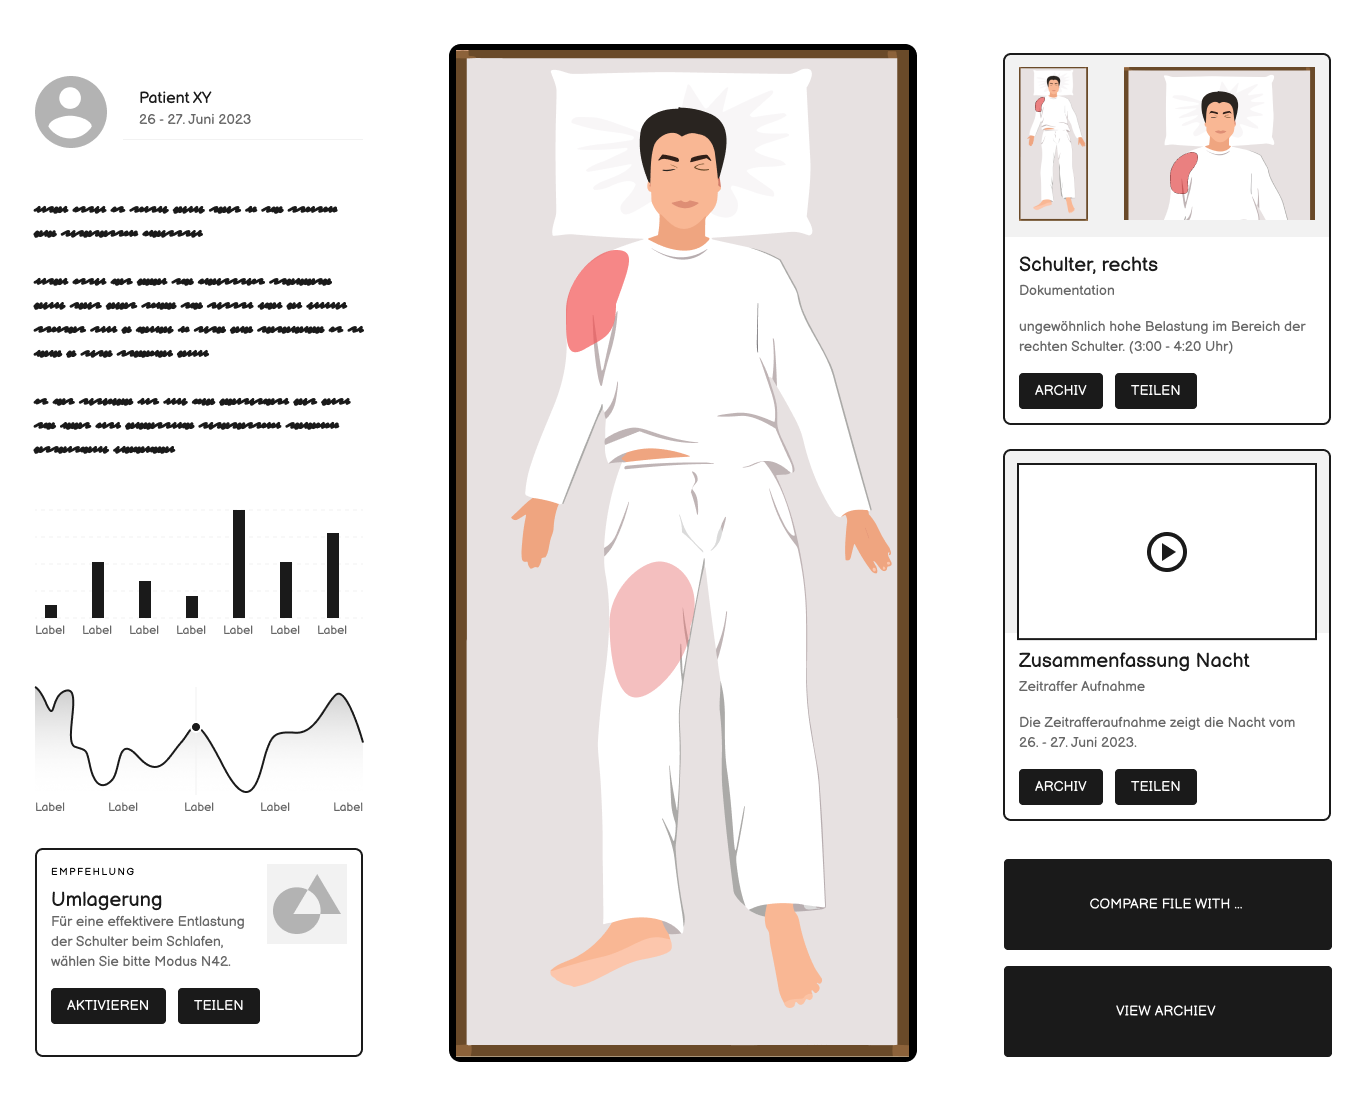 Patient XY
26 - 27. Juni 2023
Label Label Label Label Label Label Label
Label Label Label Label Label
EMPFEHLUNG
Umlagerung
Für eine effektivere Entlastung
der Schulter beim Schlafen,
wählen Sie bitte Modus N42.
AKTIVIEREN TEILEN
Schulter, rechts
Dokumentation
ungewöhnlich hohe Belastung im Bereich der
rechten Schulter. (3:00 - 4:20 Uhr)
ARCHIV TEILEN
Zusammenfassung Nacht
Zeitraffer Aufnahme
Die Zeitrafferaufnahme zeigt die Nacht vom
26. - 27. Juni 2023.
ARCHIV TEILEN
COMPARE FILE WITH ...
VIEW ARCHIEV